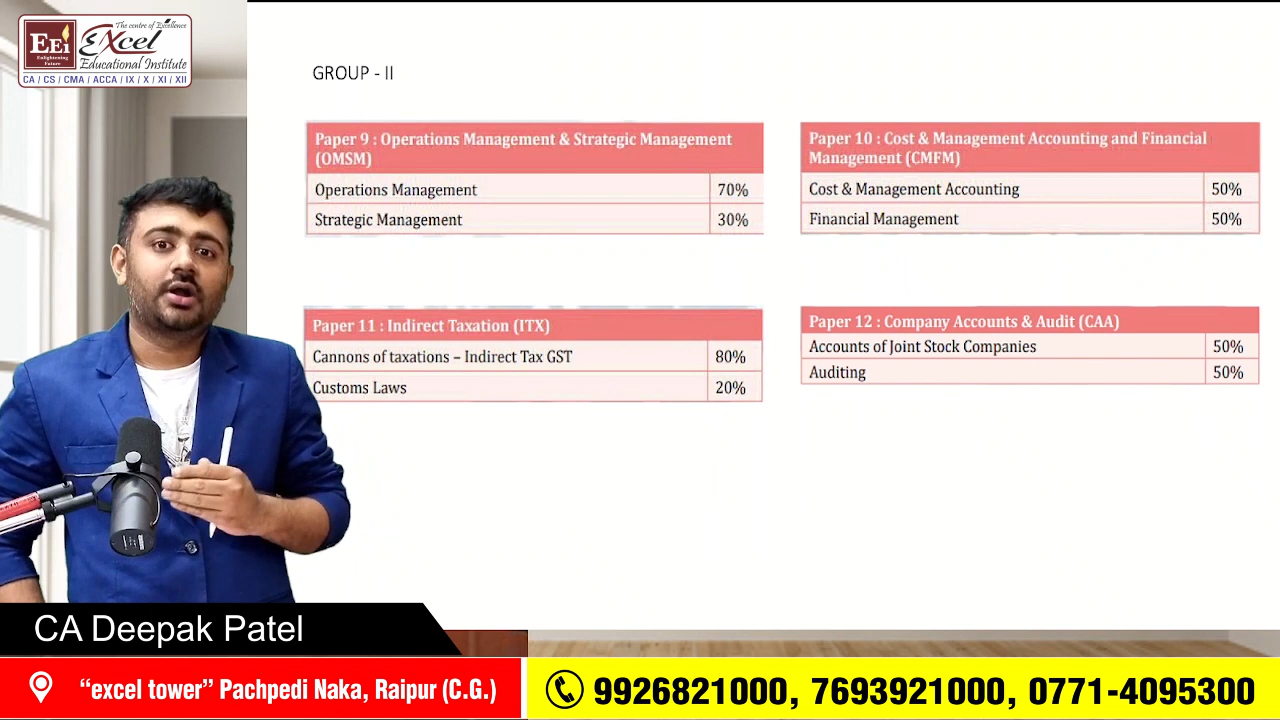 The centre of Excellence
EEi
Enlightening
Future
Excel
Educational Institute
CA / CS / CMA / ACCA / IX / X / XI / XII
GROUP - II
Paper 9 : Operations Management & Strategic Management
(OMSM)
Operations Management 70%
Strategic Management 30%
Paper 10 : Cost & Management Accounting and Financial
Management (CMFM)
Cost & Management Accounting 50%
Financial Management 50%
Paper 11 : Indirect Taxation (ITX)
Cannons of taxations – Indirect Tax GST 80%
Customs Laws 20%
Paper 12 : Company Accounts & Audit (CAA)
Accounts of Joint Stock Companies 50%
Auditing 50%
CA Deepak Patel
“excel tower” Pachpedi Naka, Raipur (C.G.)
9926821000, 7693921000, 0771-4095300